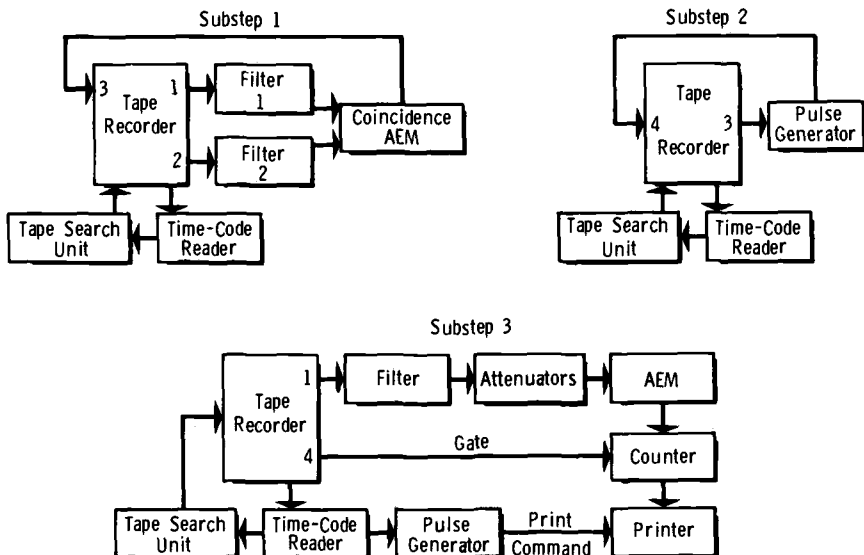 Substep 1
3
Tape
Recorder
1
2
Filter
1
Filter
2
Coincidence
AEM
Tape Search
Unit
Time-Code
Reader
Substep 2
Tape
Recorder
4
3
Pulse
Generator
Tape Search
Unit
Time-Code
Reader
Substep 3
Tape
Recorder
1
4
Filter
Attenuators
AEM
Gate
Counter
Tape Search
Unit
Time-Code
Reader
Pulse
Generator
Print
Command
Printer